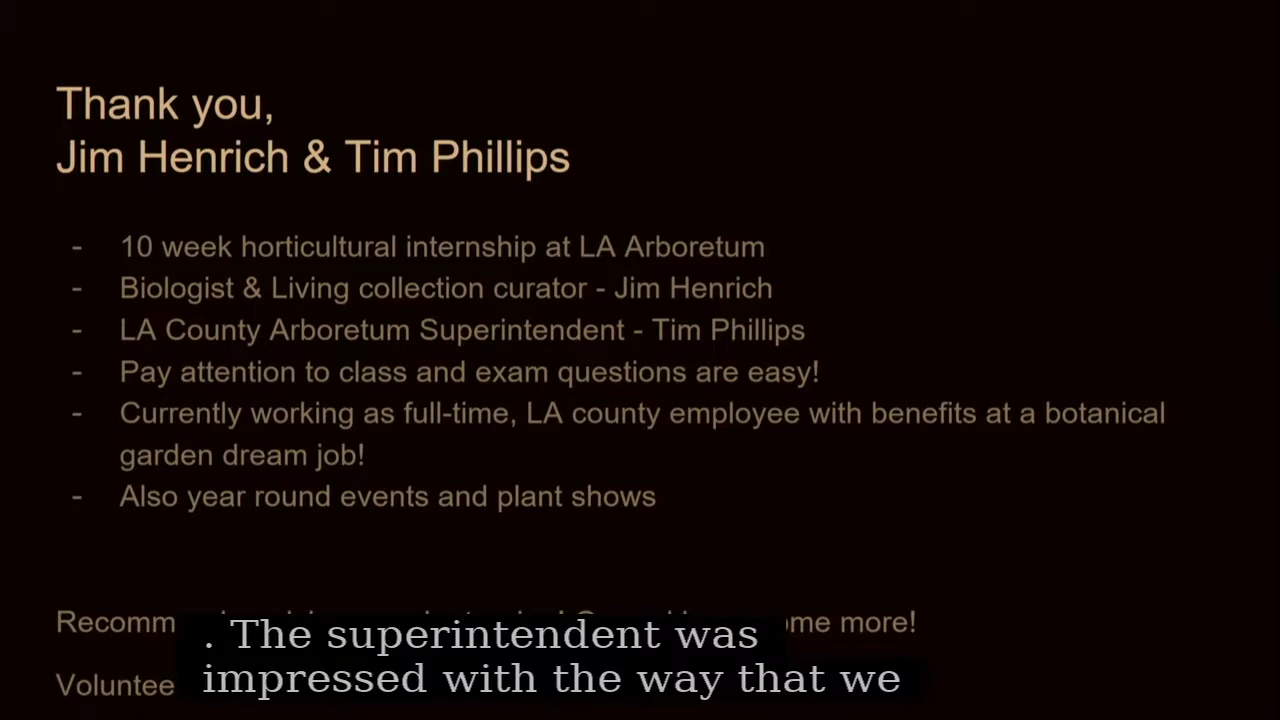 Thank you,
Jim Henrich & Tim Phillips
- 10 week horticultural internship at LA Arboretum
- Biologist & Living collection curator - Jim Henrich
- LA County Arboretum Superintendent - Tim Phillips
- Pay attention to class and exam questions are easy!
- Currently working as full-time, LA county employee with benefits at a botanical
garden dream job!
- Also year round events and plant shows
more!
. The superintendent was
impressed with the way that we